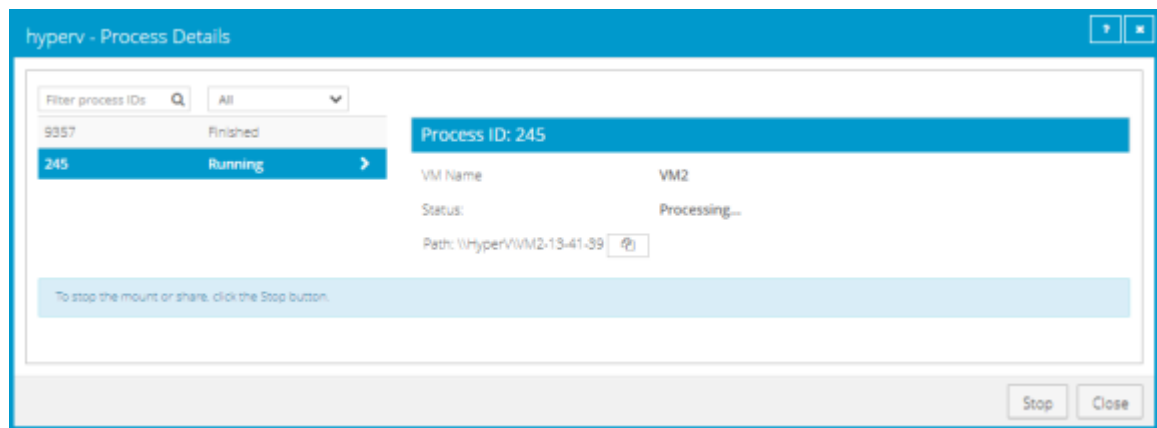 hyperv - Process Details
Filter process IDs All
9357 Finished
245 Running
Process ID: 245
VM Name VM2
Status: Processing...
Path: \\HyperV\VM2-13-41-39
To stop the mount or share, click the Stop button.
Stop Close